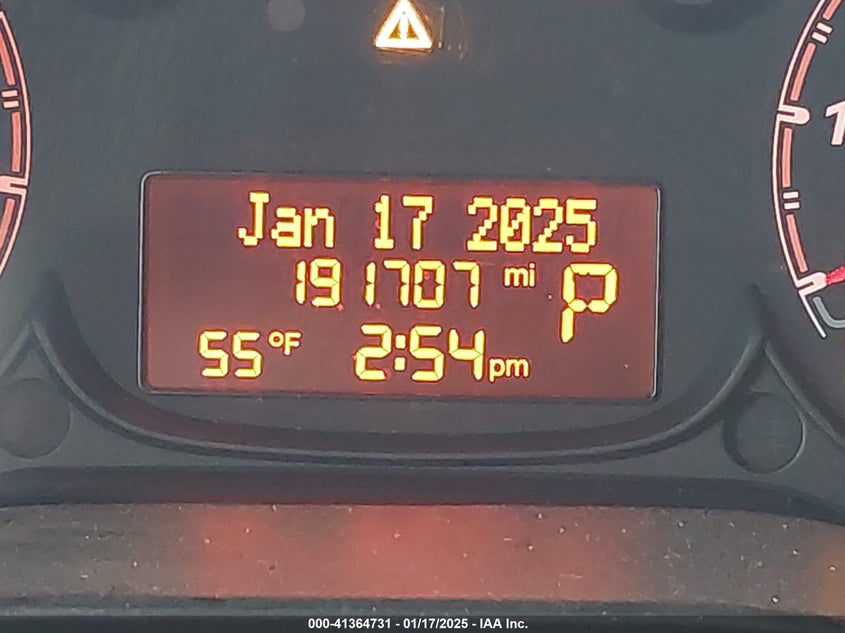 Jan 17 2025
191707 mi P
55°F 2:54pm
000-41364731 - 01/17/2025 - IAA Inc.